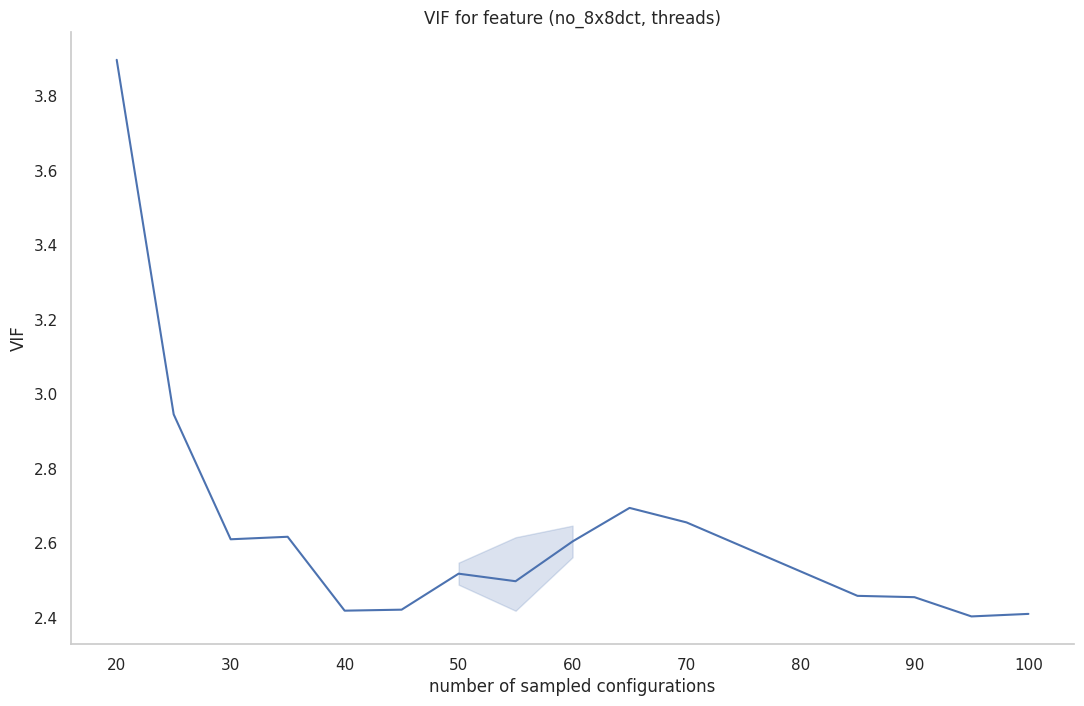 VIF for feature (no_8x8dct, threads)
VIF
3.8
3.6
3.4
3.2
3.0
2.8
2.6
2.4
20 30 40 50 60 70 80 90 100
number of sampled configurations